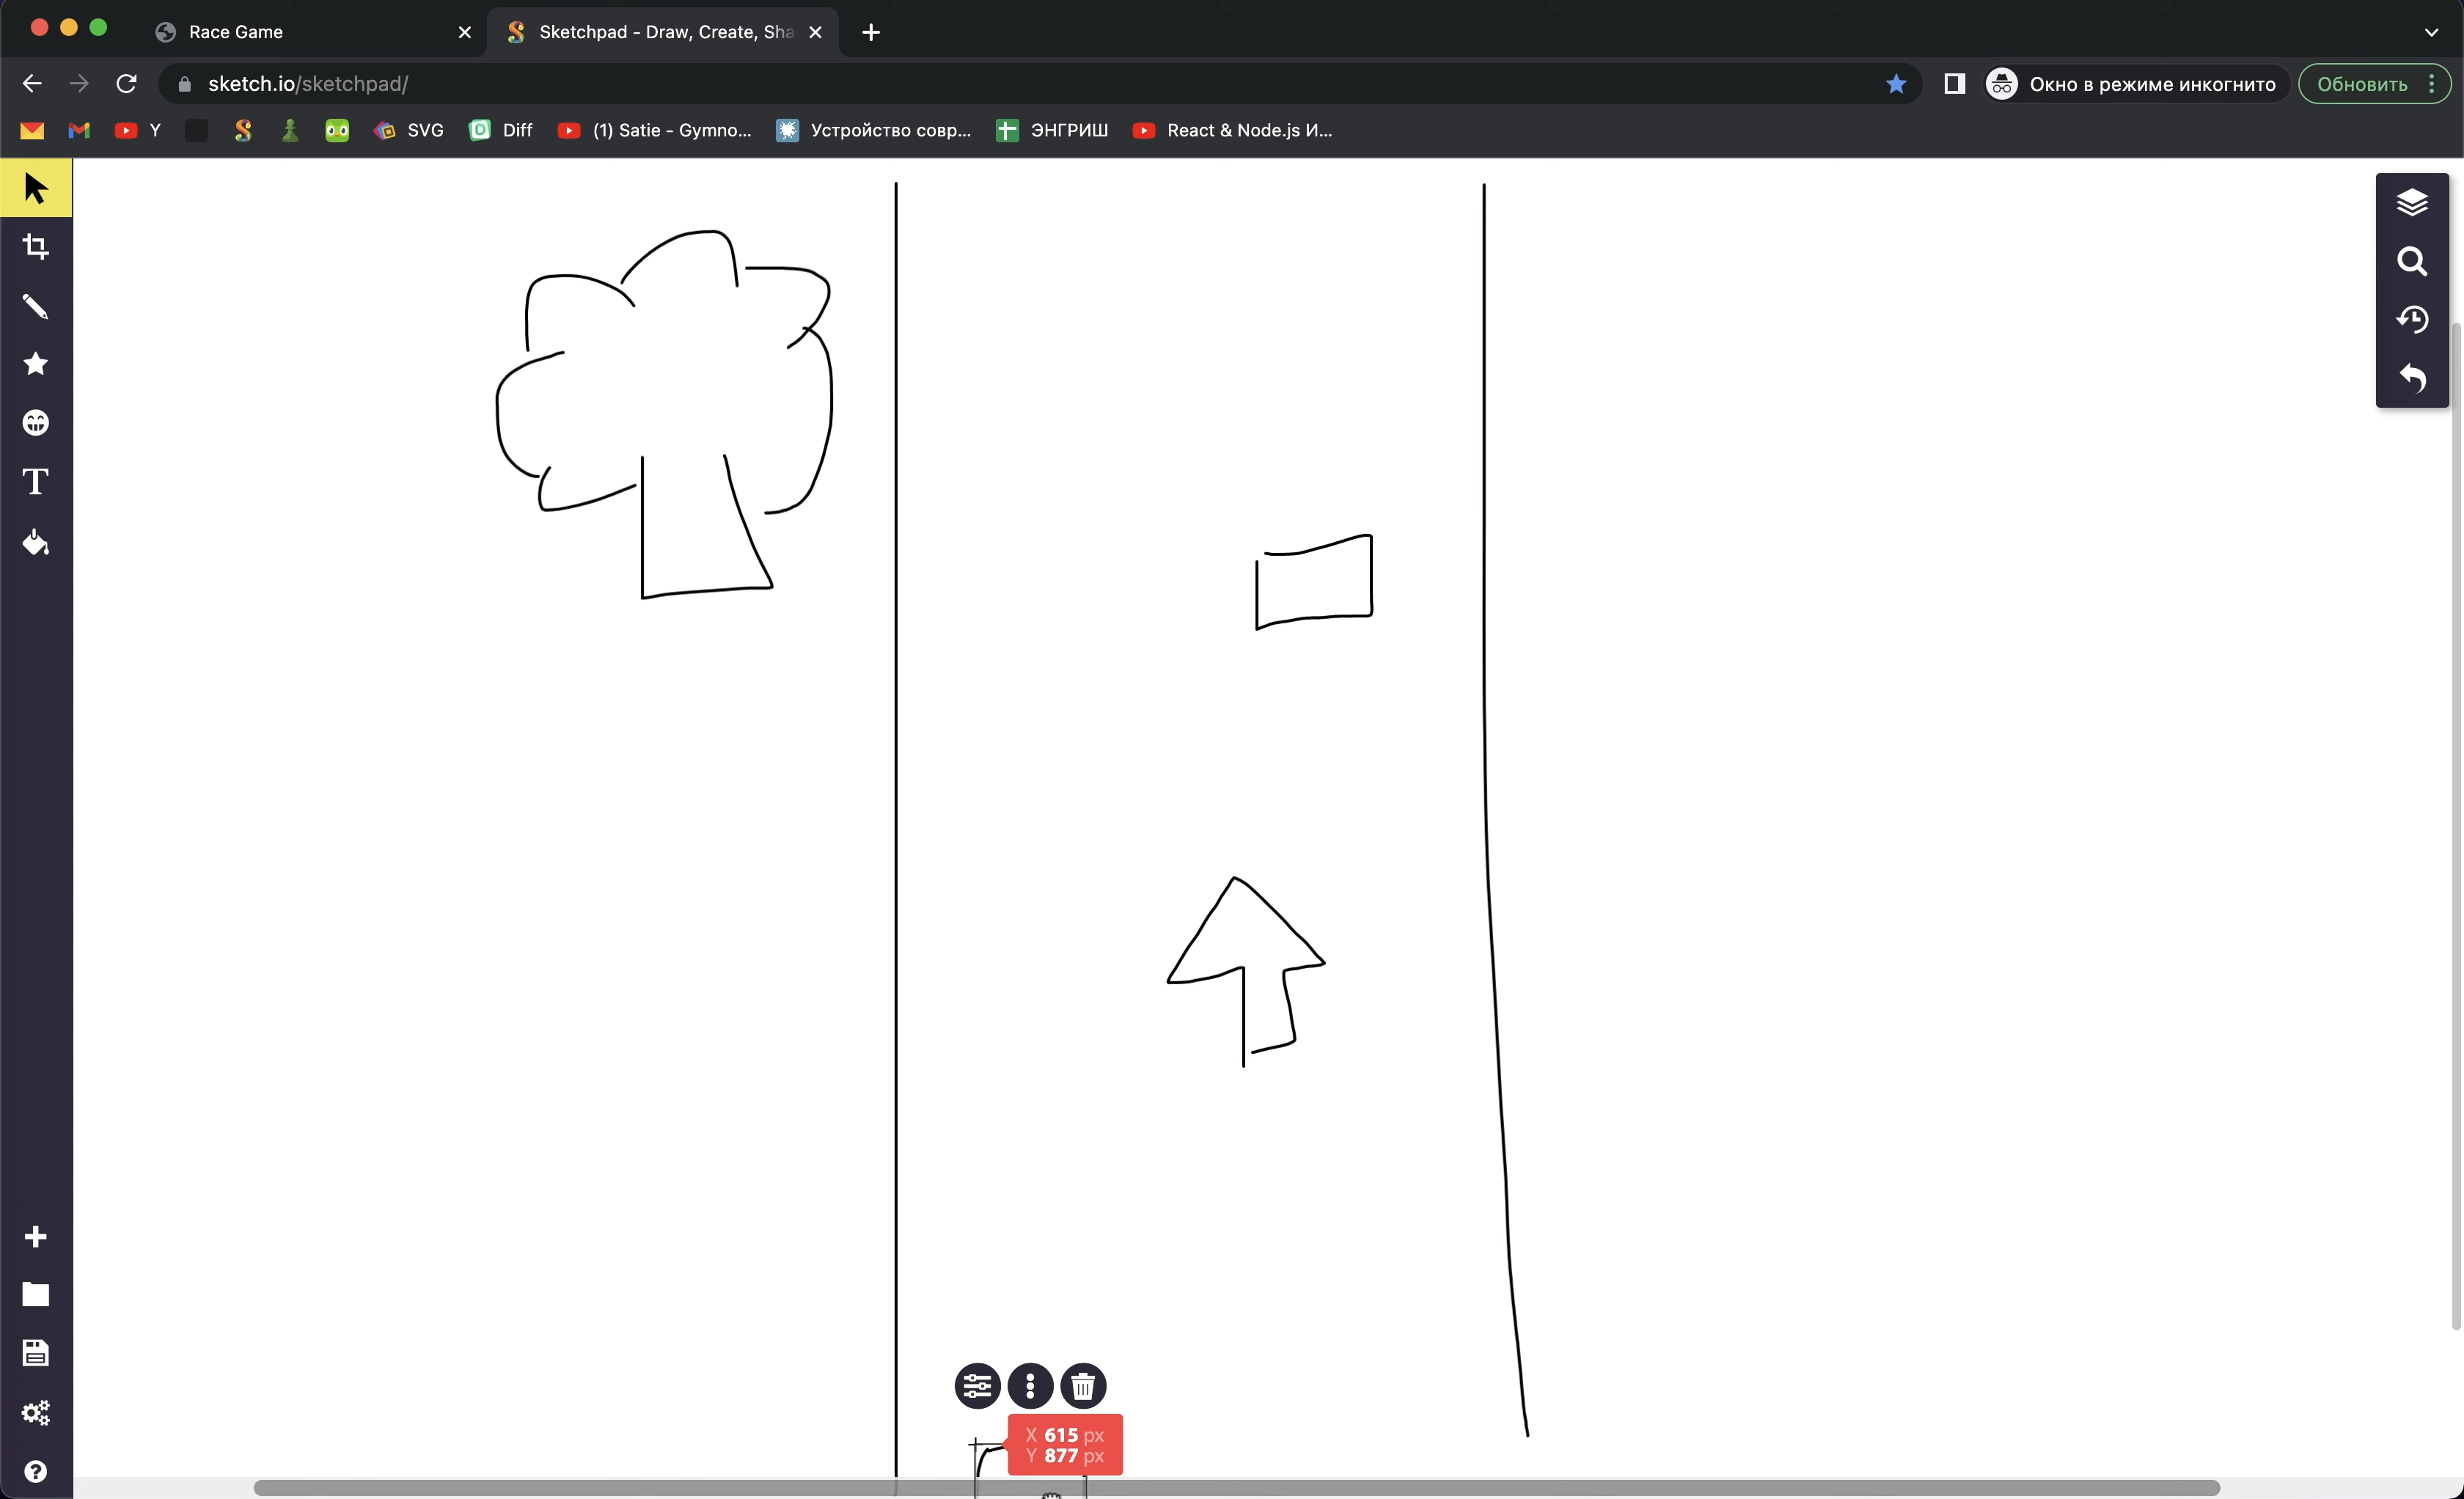 Race Game
Sketchpad - Draw, Create, Sha
sketch.io/sketchpad/
Окно в режиме инкогнито
Обновить
Y
SVG
Diff
(1) Satie - Gymno...
Устройство совр...
ЭНГРИШ
React & Node.js И...
X 615 px
Y 877 px